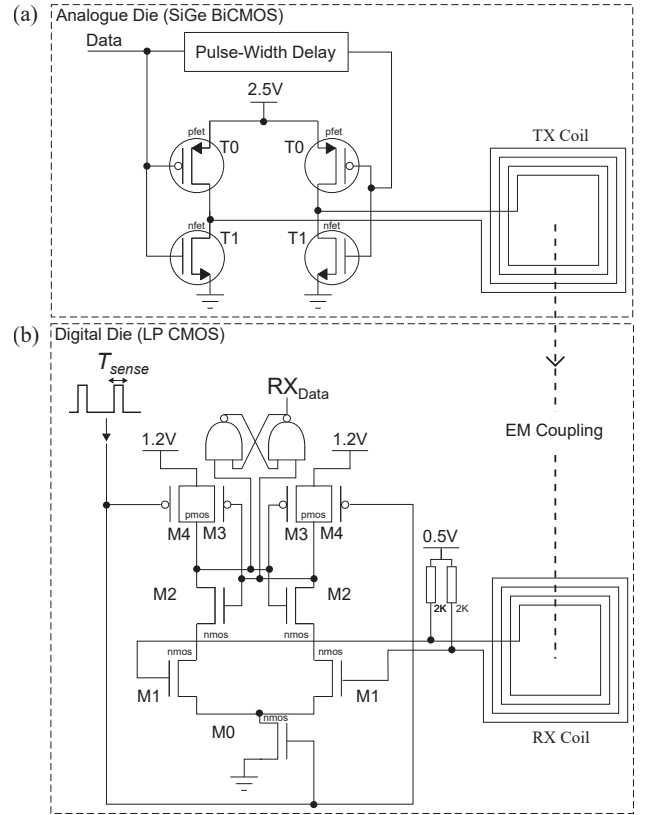 (a)
Analogue Die (SiGe BiCMOS)
Data
Pulse-Width Delay
2.5V
pfet
T0
pfet
T0
TX Coil
nfet
T1
nfet
T1
(b)
Digital Die (LP CMOS)
Tsense
RXData
1.2V
1.2V
EM Coupling
pmos
pmos
M4
M3
M3
M4
0.5V
M2
M2
2K
2K
nmos
nmos
nmos
nmos
M1
M1
M0
nmos
RX Coil